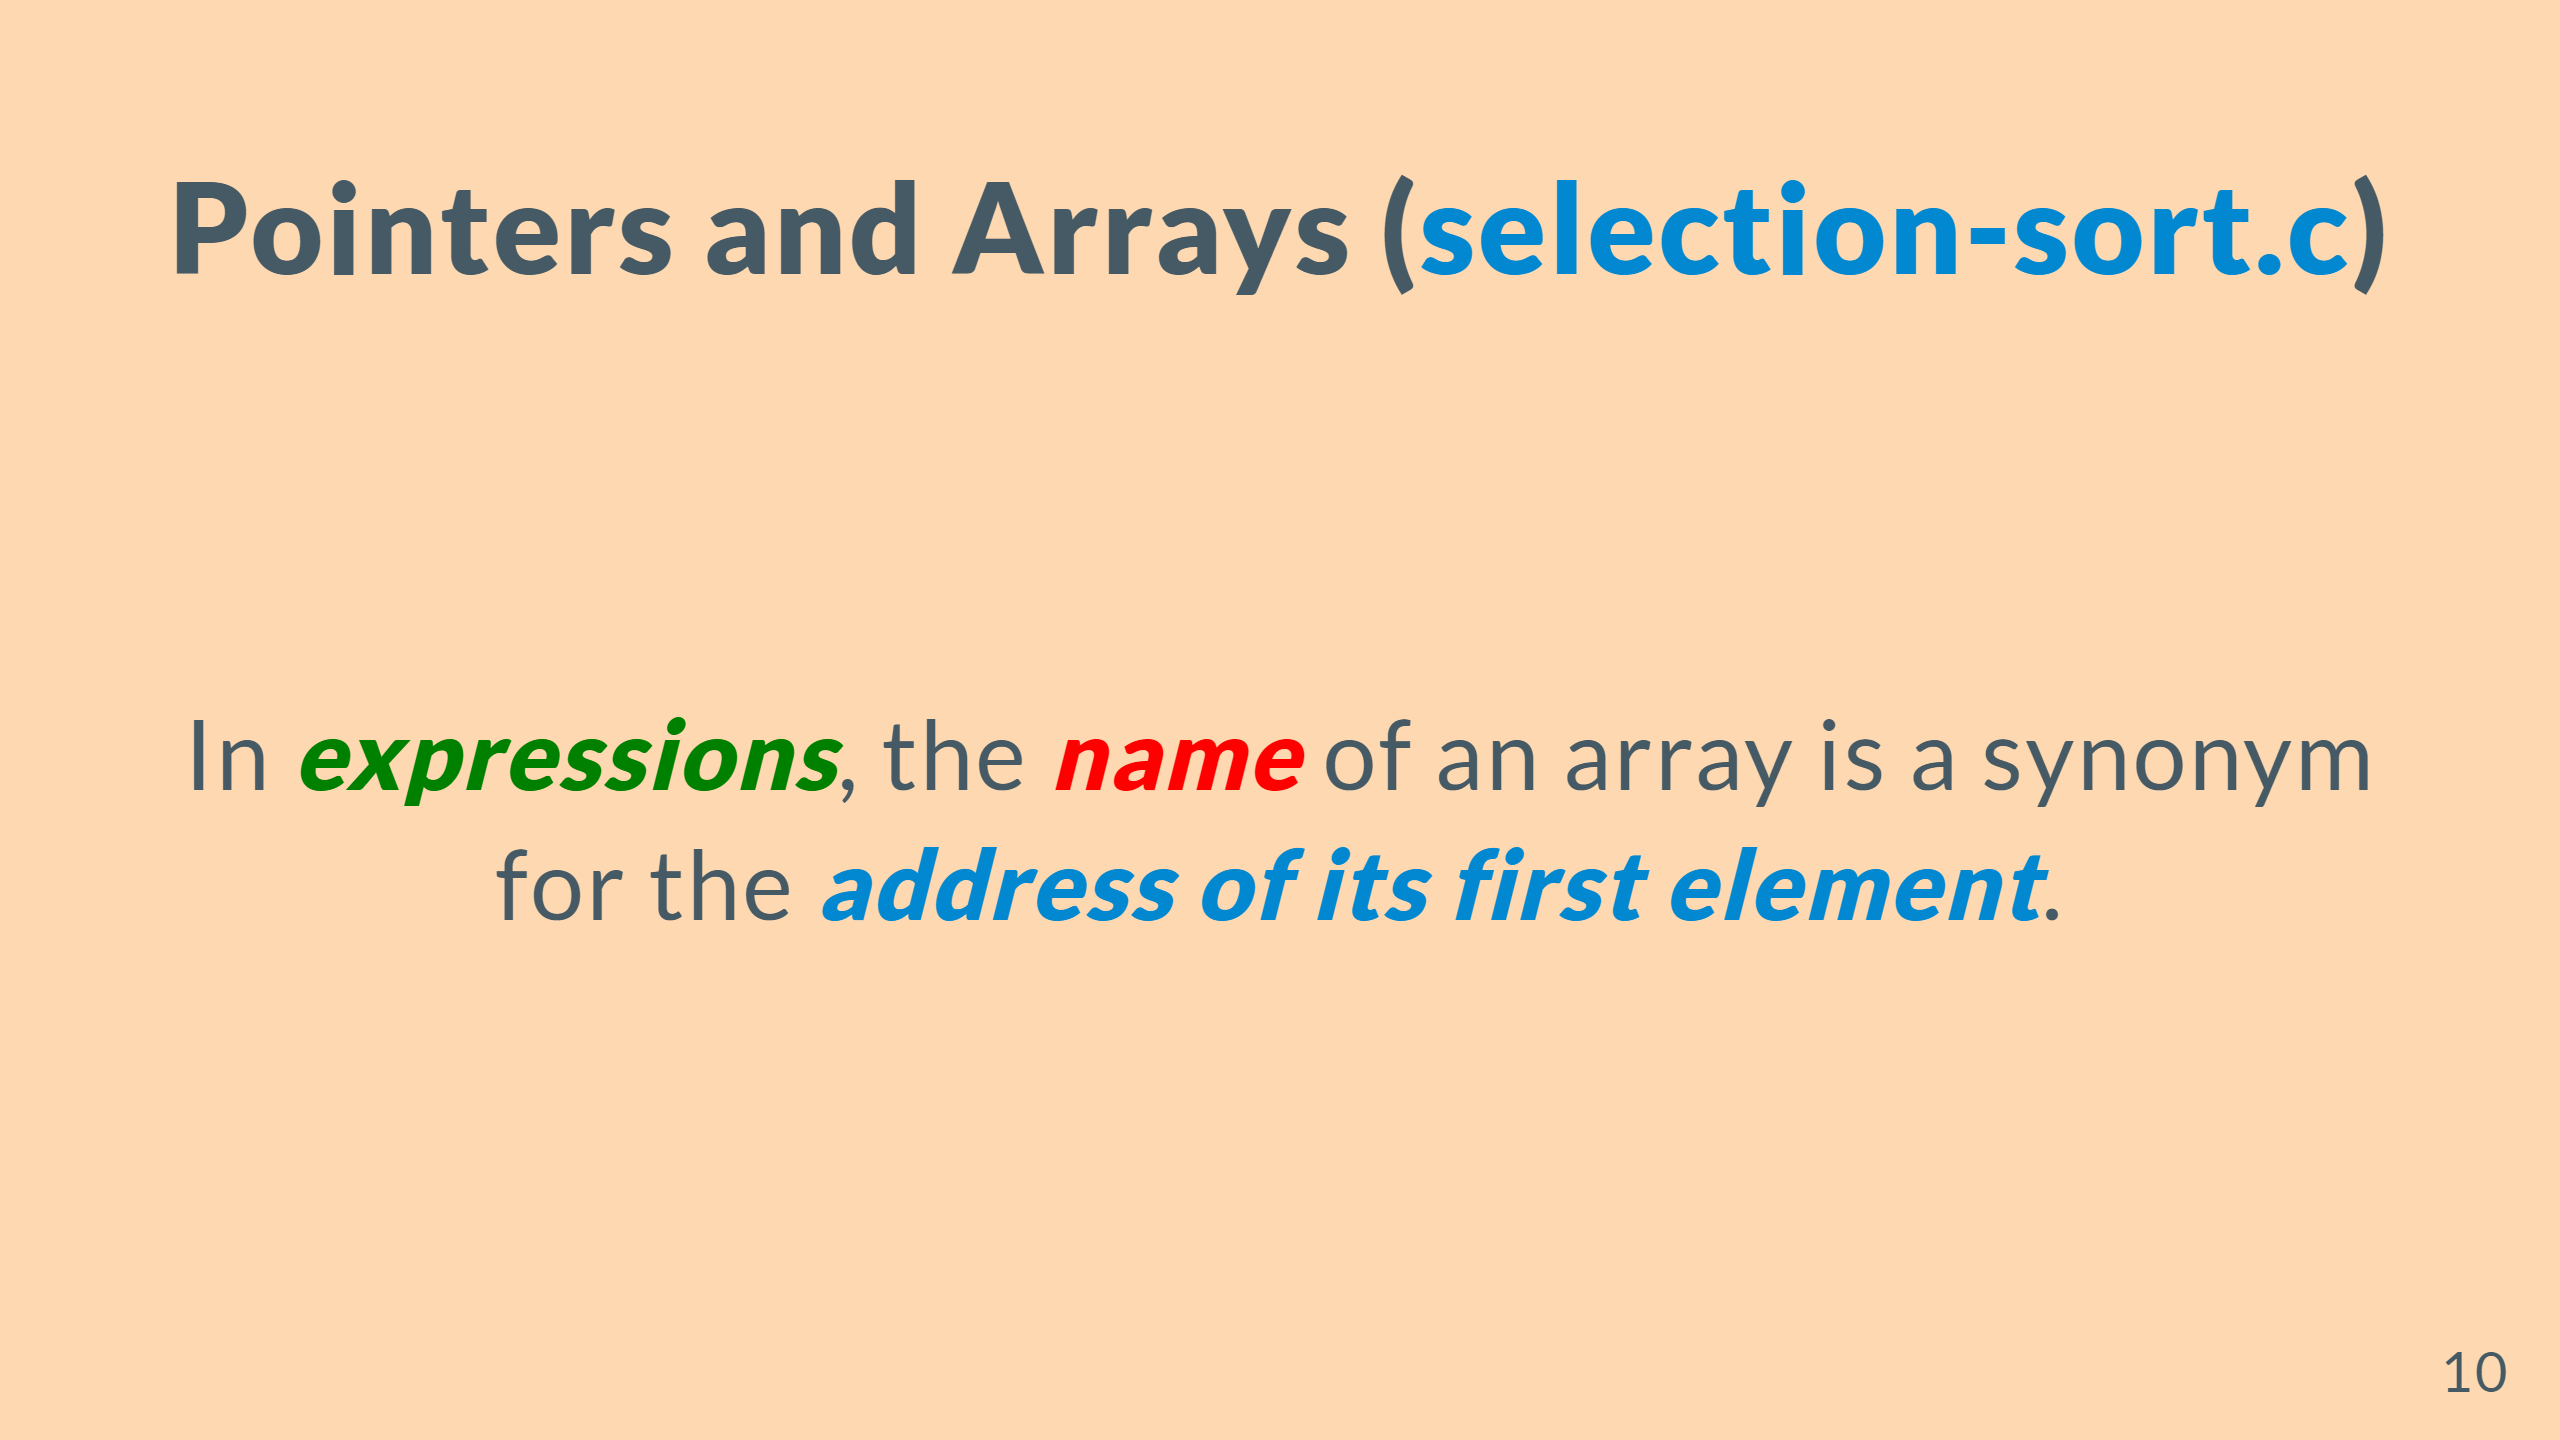 Pointers and Arrays (selection-sort.c)
In expressions, the name of an array is a synonym
for the address of its first element.
10